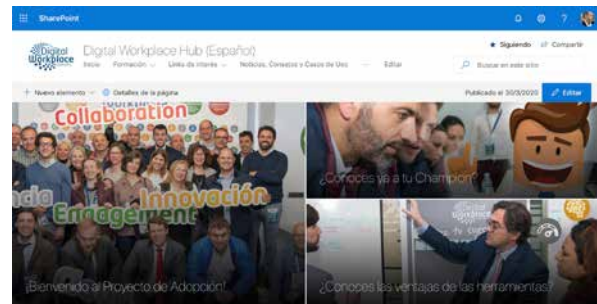 SharePoint
Digital Workplace
Digital Workplace Hub (Español)
Inicio Formación Links de interés Noticias, Consejos y Casos de Uso ... Editar
Siguiendo Compartir
Buscar en este sitio
+ Nuevo elemento Detalles de la página
Publicado el 30/3/2020 Editar
Collaboration
Innovación
Engagement
¡Bienvenido al Proyecto de Adopción!
¿Conoces ya a tu Champion?
Digital
Workplace
¿Conoces las ventajas de las herramientas?